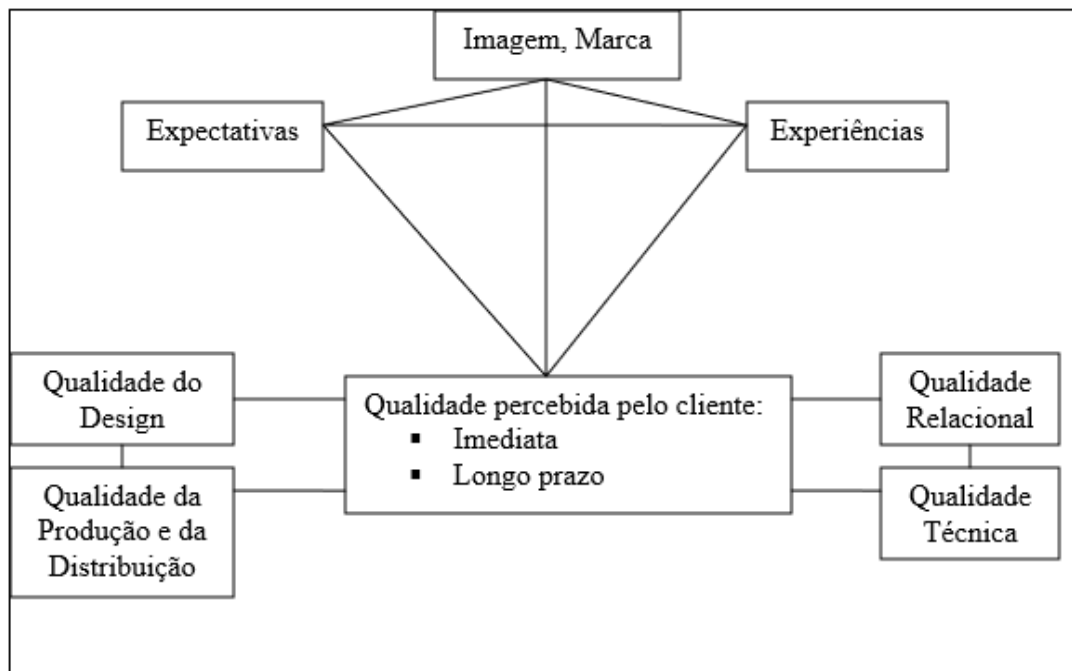 Imagem, Marca
Expectativas
Experiências
Qualidade do
Design
Qualidade percebida pelo cliente:
▪ Imediata
▪ Longo prazo
Qualidade
Relacional
Qualidade da
Produção e da
Distribuição
Qualidade
Técnica